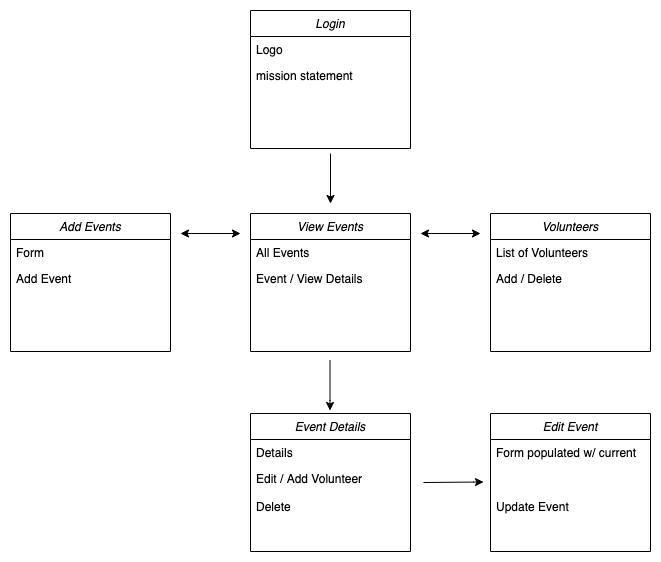 Login
Logo
mission statement
Add Events
Form
Add Event
View Events
All Events
Event / View Details
Volunteers
List of Volunteers
Add / Delete
Event Details
Details
Edit / Add Volunteer
Delete
Edit Event
Form populated w/ current
Update Event